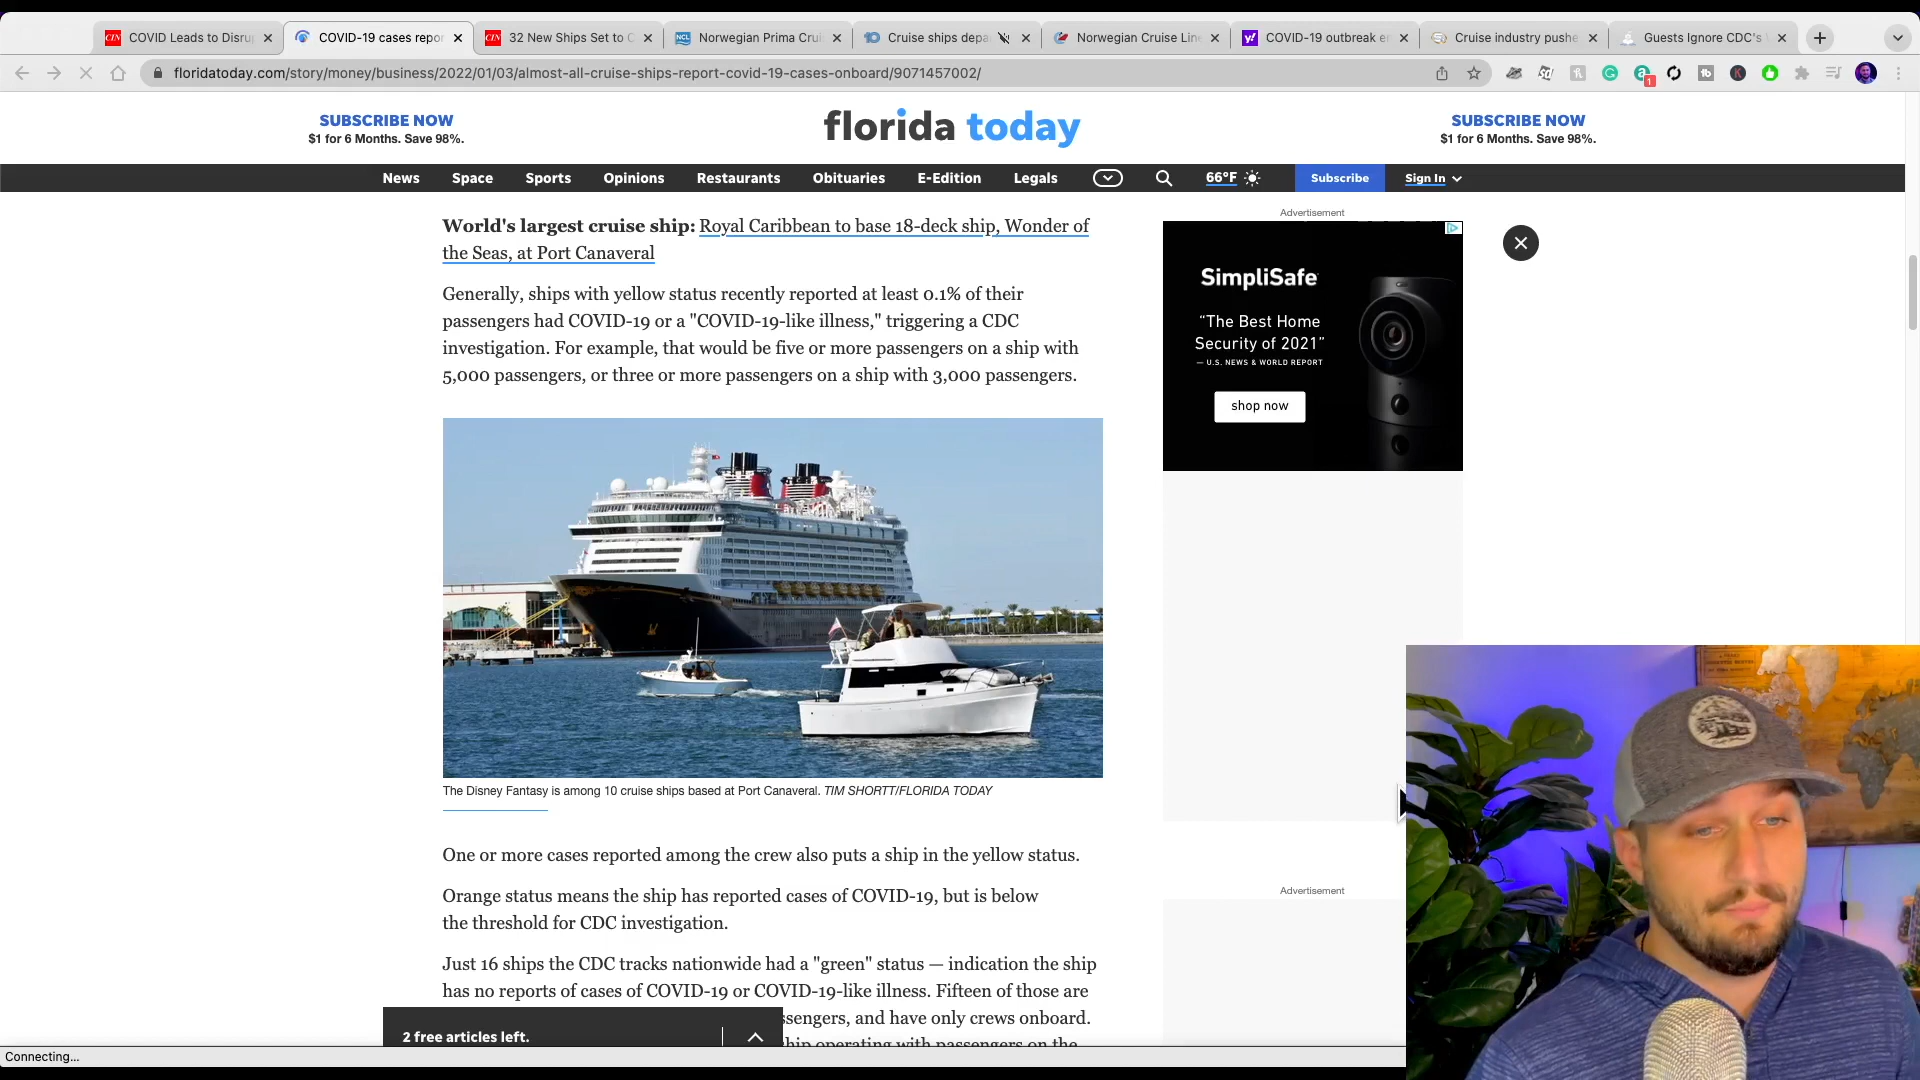 COVID Leads to Disru
COVID-19 cases repor
32 New Ships Set to C
Norwegian Prima Crui
Cruise ships depa
Norwegian Cruise Line
COVID-19 outbreak e
Cruise industry pushe
Guests Ignore CDC's
floridatoday.com/story/money/business/2022/01/03/almost-all-cruise-ships-report-covid-19-cases-onboard/9071457002/
SUBSCRIBE NOW
$1 for 6 Months. Save 98%.
florida today
SUBSCRIBE NOW
$1 for 6 Months. Save 98%.
News Space Sports Opinions Restaurants Obituaries E-Edition Legals 66°F Subscribe Sign In
World's largest cruise ship: Royal Caribbean to base 18-deck ship, Wonder of
the Seas, at Port Canaveral
Generally, ships with yellow status recently reported at least 0.1% of their
passengers had COVID-19 or a "COVID-19-like illness," triggering a CDC
investigation. For example, that would be five or more passengers on a ship with
5,000 passengers, or three or more passengers on a ship with 3,000 passengers.
Advertisement
SimpliSafe
“The Best Home
Security of 2021”
— U.S. NEWS & WORLD REPORT
shop now
The Disney Fantasy is among 10 cruise ships based at Port Canaveral. TIM SHORTT/FLORIDA TODAY
One or more cases reported among the crew also puts a ship in the yellow status.
Orange status means the ship has reported cases of COVID-19, but is below
the threshold for CDC investigation.
Advertisement
Just 16 ships the CDC tracks nationwide had a "green" status — indication the ship
has no reports of cases of COVID-19 or COVID-19-like illness. Fifteen of those are
ssengers, and have only crews onboard.
ship operating with passengers on the
2 free articles left.
Connecting...